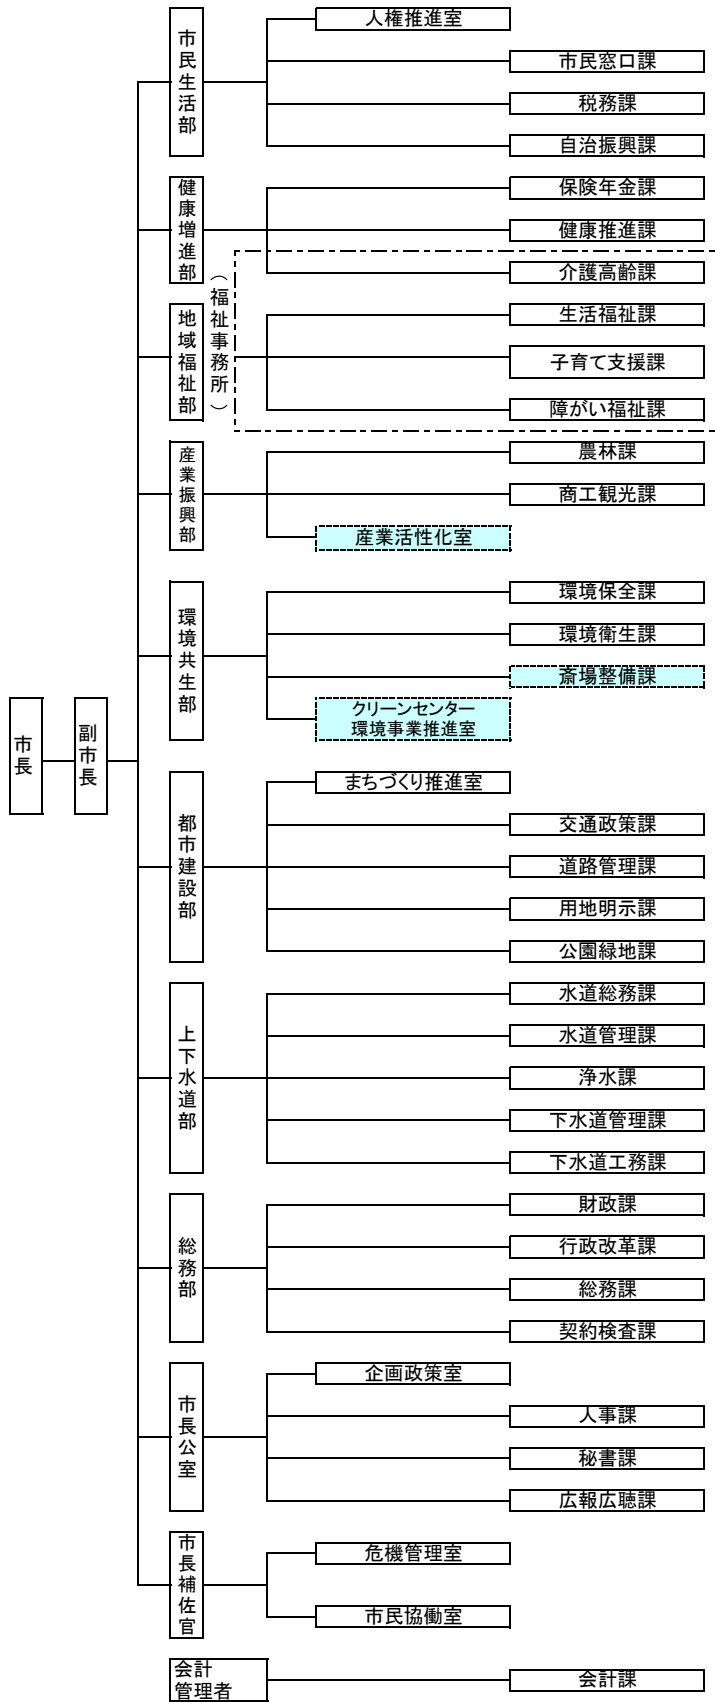 市長
副市長
市民生活部
人権推進室
市民窓口課
税務課
自治振興課
健康増進部
保険年金課
健康推進課
介護高齢課
地域福祉部
（福祉事務所）
生活福祉課
子育て支援課
障がい福祉課
産業振興部
農林課
商工観光課
産業活性化室
環境共生部
環境保全課
環境衛生課
斎場整備課
クリーンセンター
環境事業推進室
都市建設部
まちづくり推進室
交通政策課
道路管理課
用地明示課
公園緑地課
上下水道部
水道総務課
水道管理課
浄水課
下水道管理課
下水道工務課
総務部
財政課
行政改革課
総務課
契約検査課
市長公室
企画政策室
人事課
秘書課
広報広聴課
市長補佐官
危機管理室
市民協働室
会計
管理者
会計課